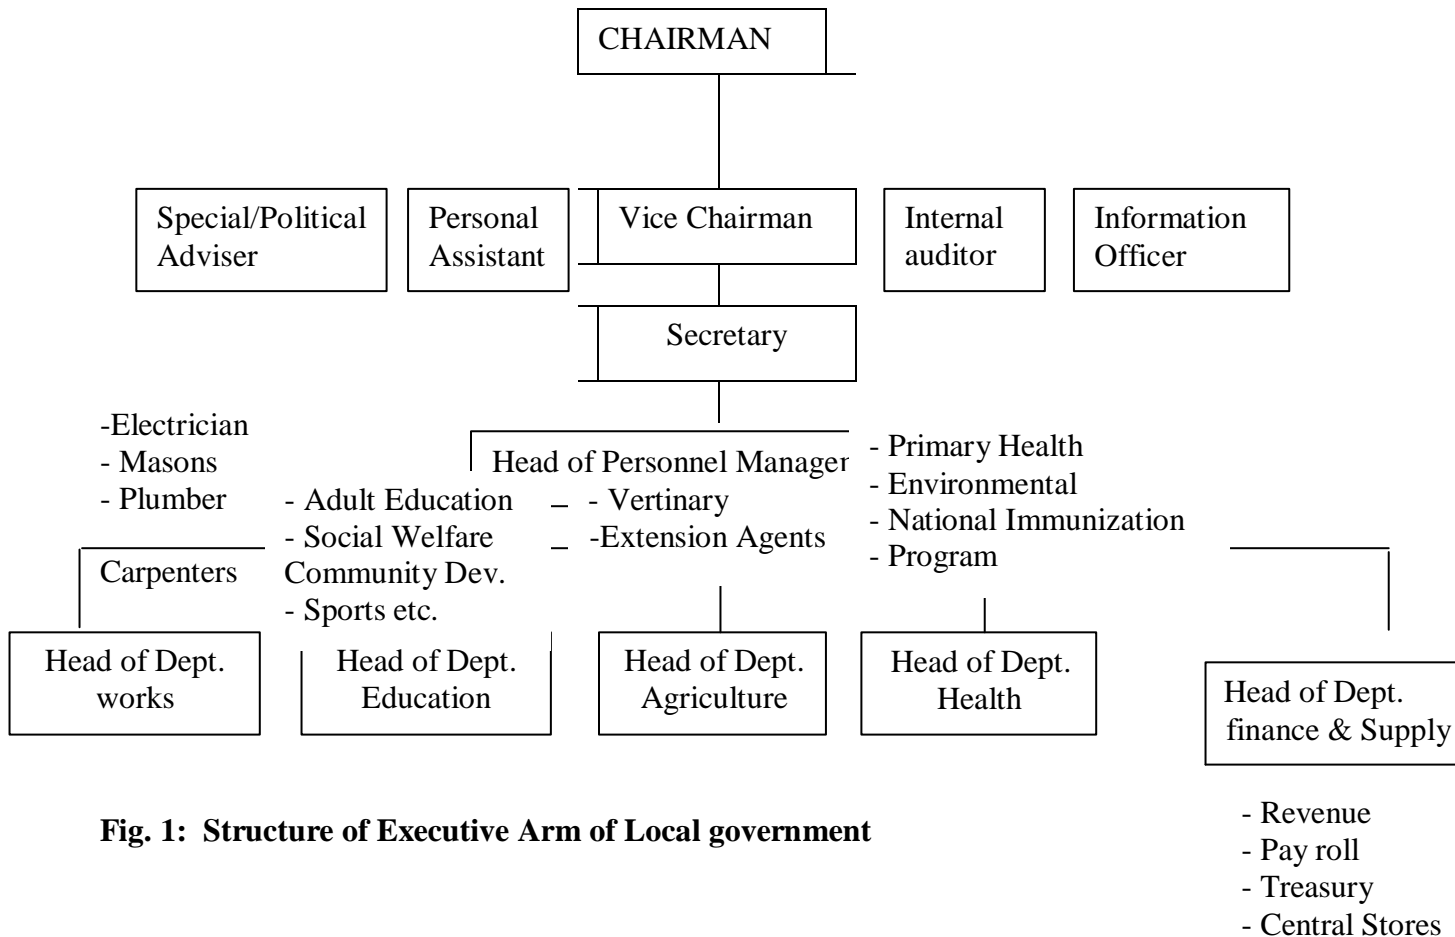 CHAIRMAN
Special/Political
Adviser
Personal
Assistant
Vice Chairman
Internal
auditor
Information
Officer
Secretary
-Electrician
- Masons
- Plumber
Carpenters
Head of Personnel Manager
- Adult Education
- Social Welfare
Community Dev.
- Sports etc.
- Vertinary
-Extension Agents
- Primary Health
- Environmental
- National Immunization
- Program
Head of Dept.
works
Head of Dept.
Education
Head of Dept.
Agriculture
Head of Dept.
Health
Head of Dept.
finance & Supply
- Revenue
- Pay roll
- Treasury
- Central Stores
Fig. 1: Structure of Executive Arm of Local government